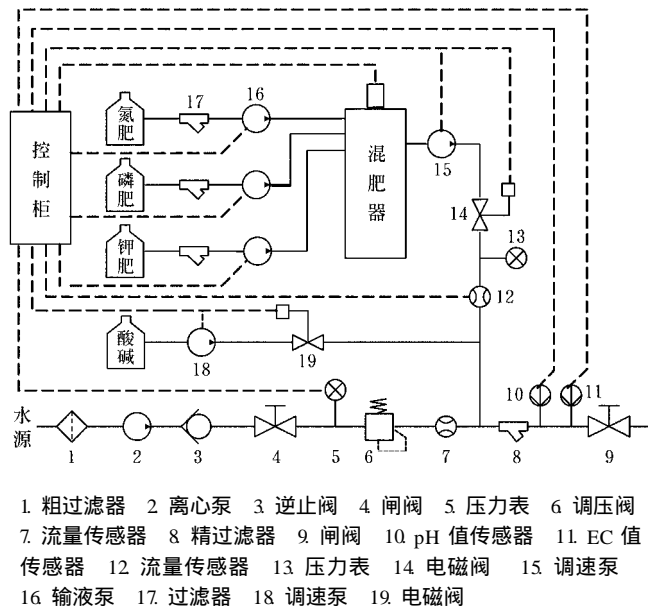 控制柜
氮肥
17
16
磷肥
钾肥
混肥器
15
14
13
12
酸碱
18
19
水源
1
2
3
4
5
6
7
8
9
10
11
1. 粗过滤器 2. 离心泵 3. 逆止阀 4. 闸阀 5. 压力表 6. 调压阀
7. 流量传感器 8. 精过滤器 9. 闸阀 10. pH 值传感器 11. EC 值
传感器 12. 流量传感器 13. 压力表 14. 电磁阀 15. 调速泵
16. 输液泵 17. 过滤器 18. 调速泵 19. 电磁阀